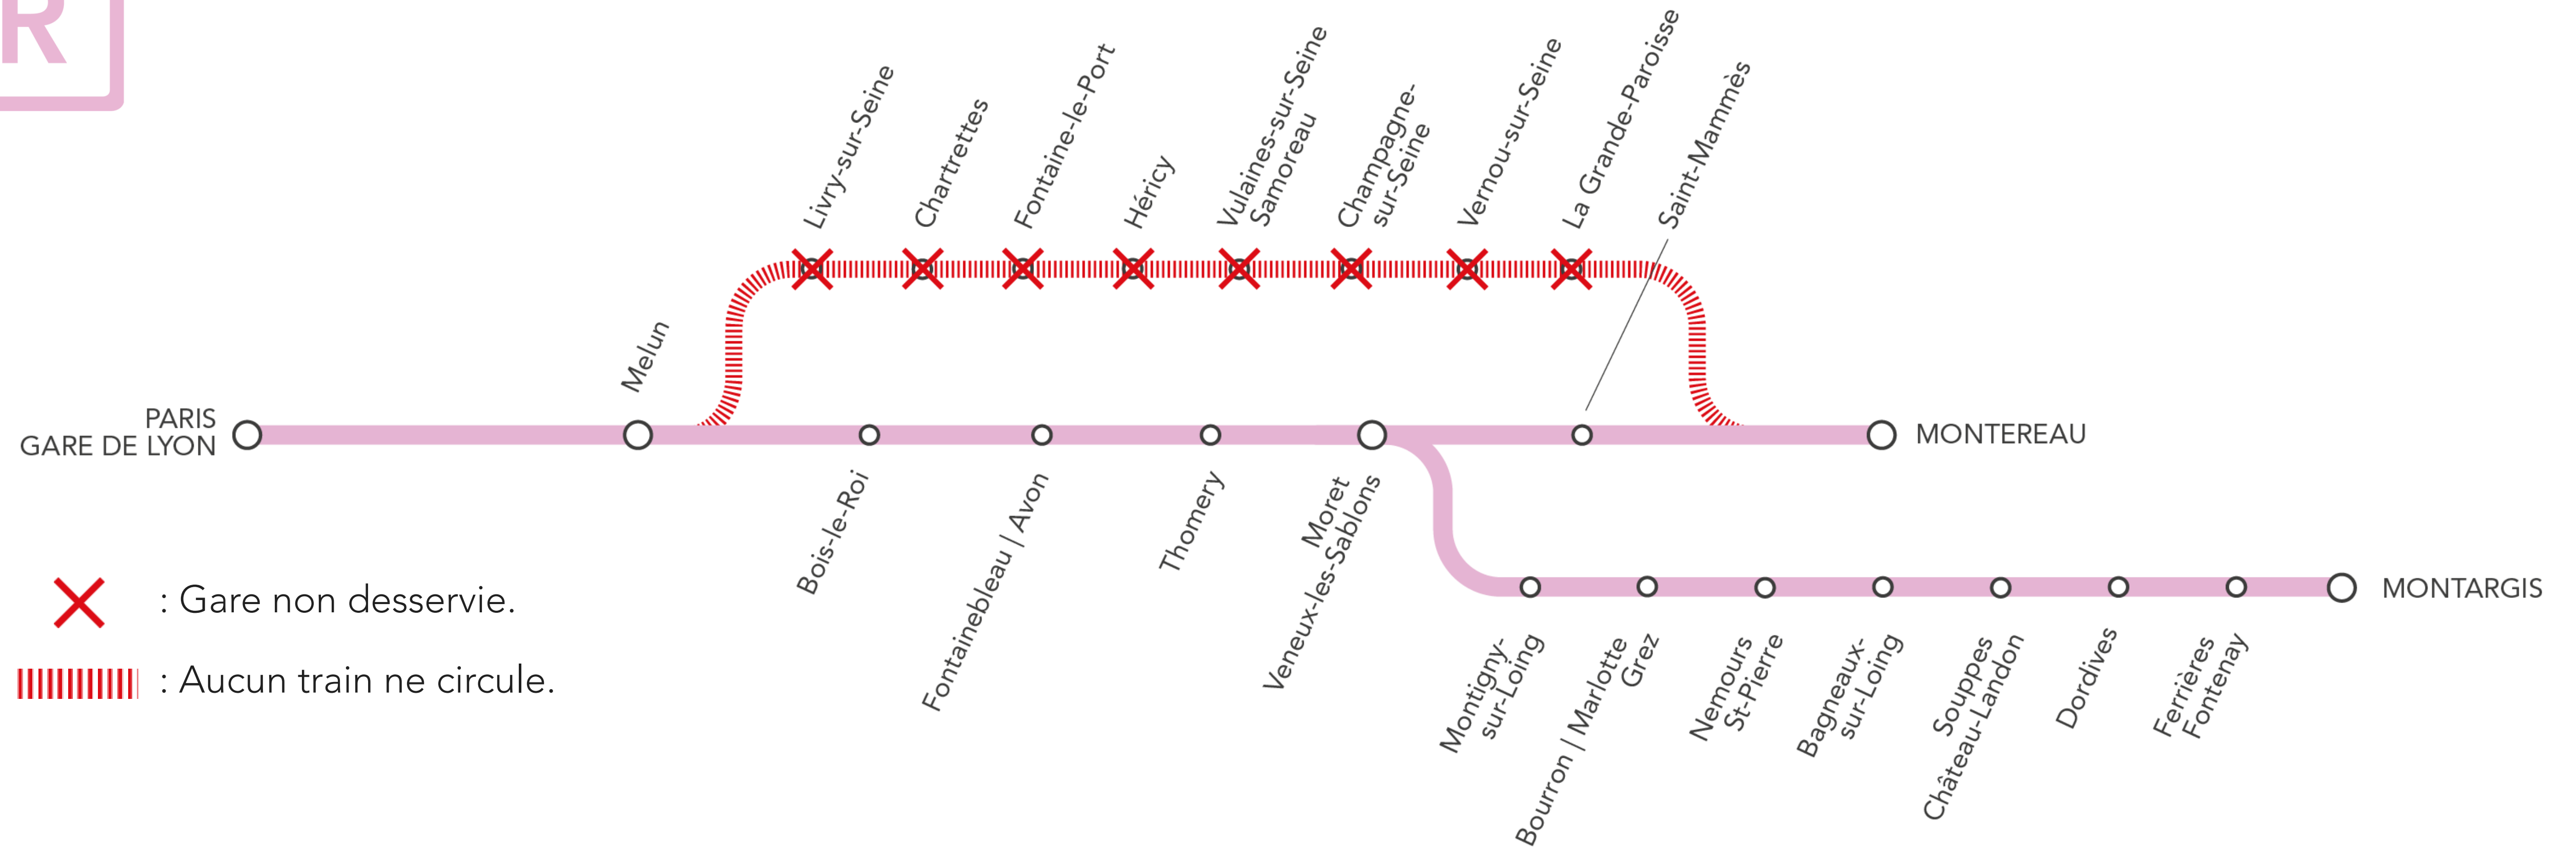 R
Livry-sur-Seine
Chartrettes
Fontaine-le-Port
Héricy
Vulaines-sur-Seine
Samoreau
Champagne-
sur-Seine
Vernou-sur-Seine
La Grande-Paroisse
Saint-Mammès
Melun
PARIS
GARE DE LYON
MONTEREAU
Bois-le-Roi
Fontainebleau | Avon
Thomery
Moret
Veneux-les-Sablons
MONTARGIS
Montigny-
sur-Loing
Bourron | Marlotte
Grez
Nemours
St-Pierre
Bagneaux-
sur-Loing
Souppes
Château-Landon
Dordives
Ferrières
Fontenay
: Gare non desservie.
: Aucun train ne circule.